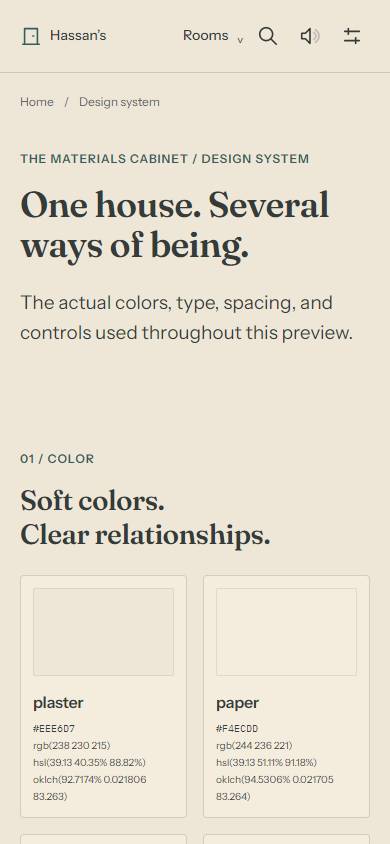 Hassan's
Rooms v
Home / Design system
THE MATERIALS CABINET / DESIGN SYSTEM
One house. Several
ways of being.
The actual colors, type, spacing, and
controls used throughout this preview.
01 / COLOR
Soft colors.
Clear relationships.
plaster
#EEE6D7
rgb(238 230 215)
hsl(39.13 40.35% 88.82%)
oklch(92.7174% 0.021806
83.263)
paper
#F4ECDD
rgb(244 236 221)
hsl(39.13 51.11% 91.18%)
oklch(94.5306% 0.021705
83.264)